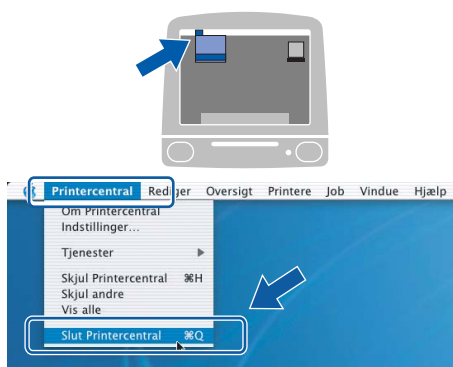 Printercentral Rediger Oversigt Printere Job Vindue Hjælp
Om Printercentral
Indstillinger...
Tjenester
Skjul Printercentral ⌘H
Skjul andre
Vis alle
Slut Printercentral ⌘Q